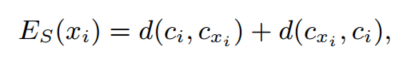 E_S(x_i) = d(c_i, c_{x_i}) + d(c_{x_i}, c_i),